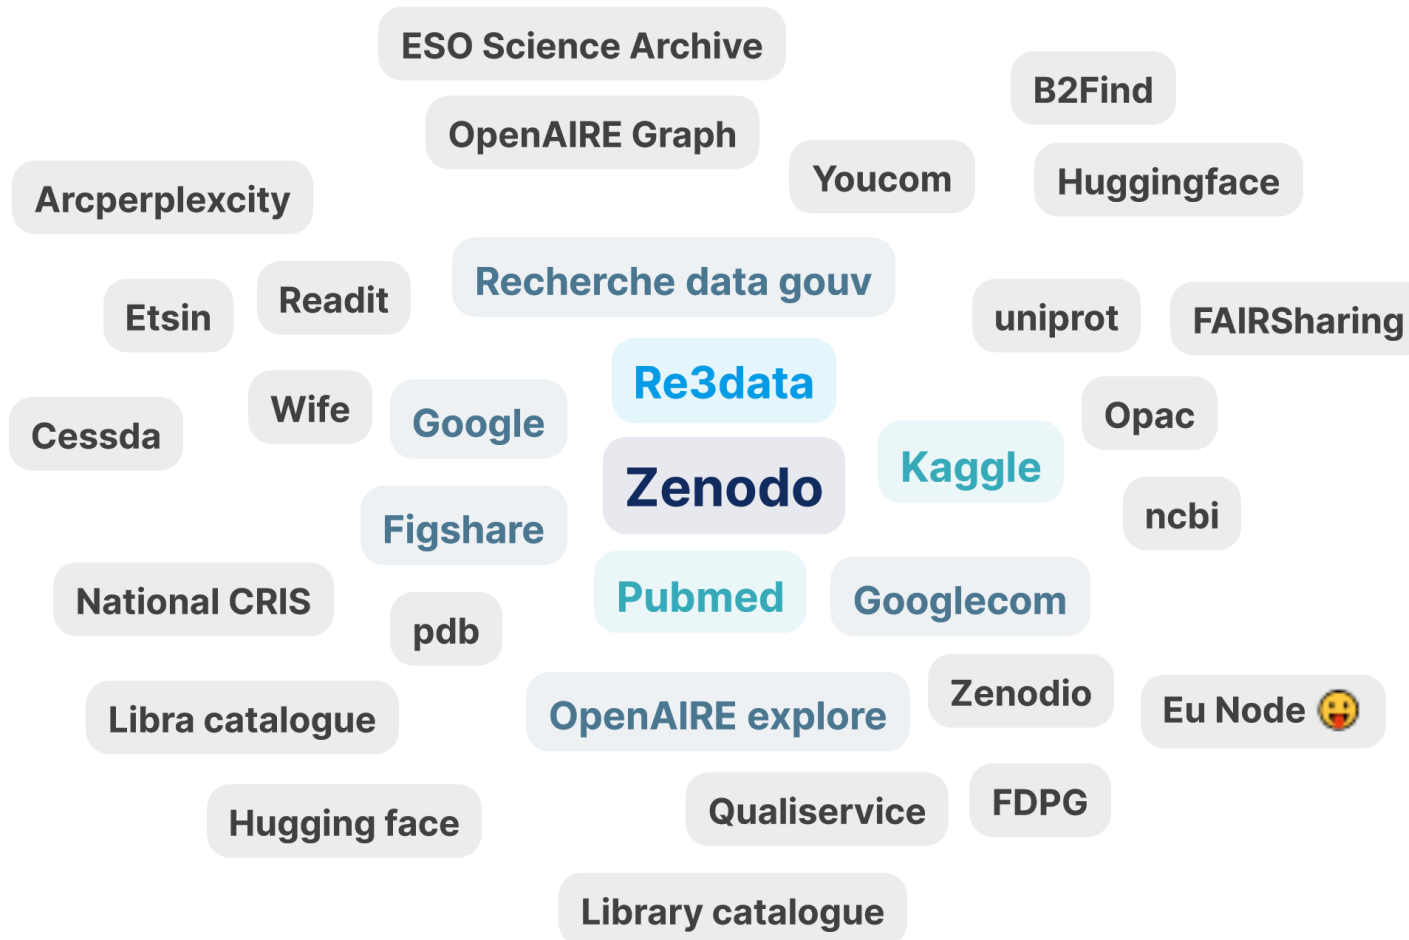 ESO Science Archive
B2Find
OpenAIRE Graph
Youcom
Huggingface
Arcperplexcity
Recherche data gouv
Readit
Etsin
uniprot
FAIRSharing
Re3data
Wife
Google
Opac
Cessda
Kaggle
Zenodo
ncbi
Figshare
National CRIS
Pubmed
Googlecom
pdb
Zenodio
Eu Node 😛
Libra catalogue
OpenAIRE explore
Hugging face
Qualiservice
FDPG
Library catalogue